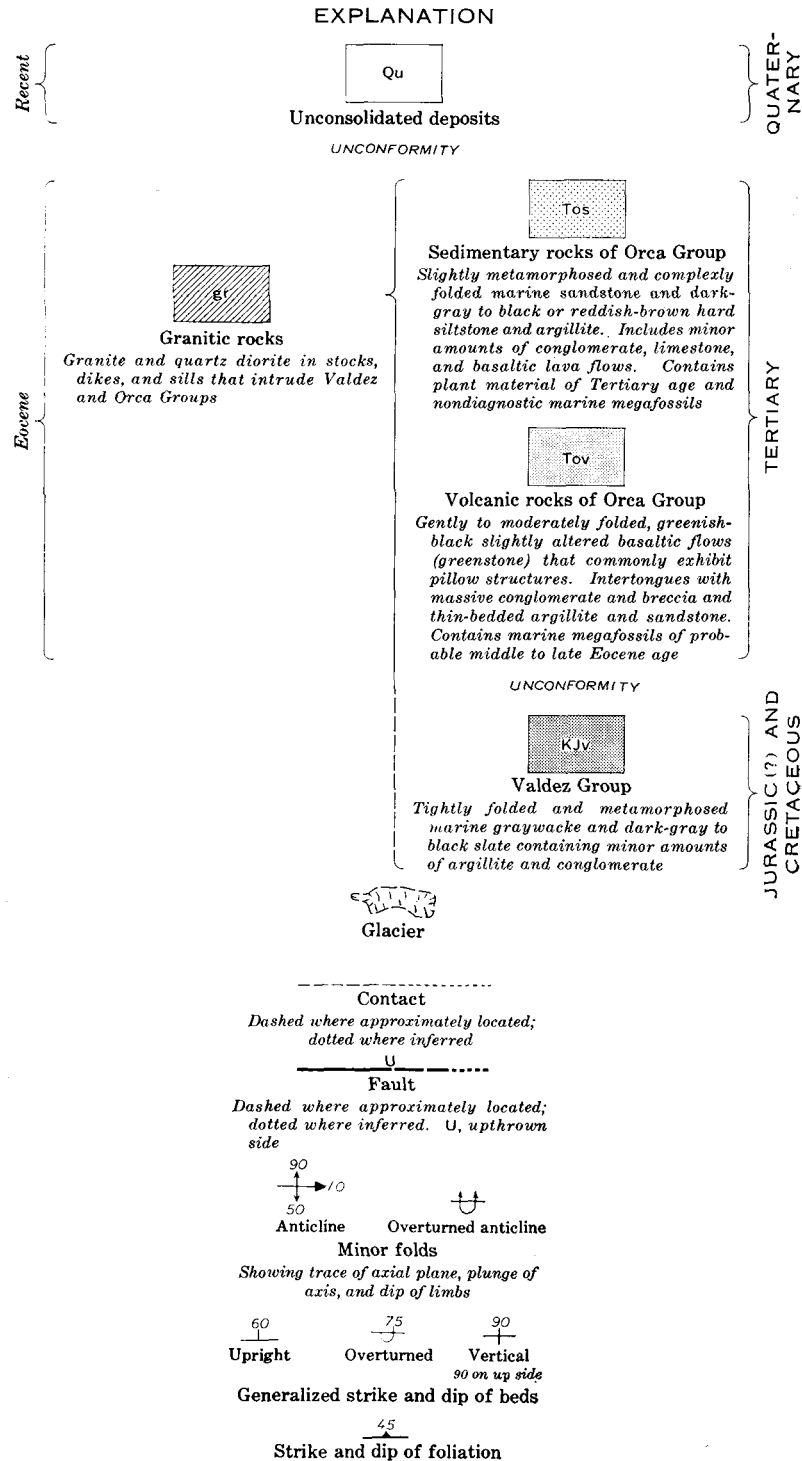 EXPLANATION
Recent
Qu
QUATER-
NARY
Unconsolidated deposits
UNCONFORMITY
Eocene
gr
Granitic rocks
Granite and quartz diorite in stocks,
dikes, and sills that intrude Valdez
and Orca Groups
Tos
Sedimentary rocks of Orca Group
Slightly metamorphosed and complexly
folded marine sandstone and dark-
gray to black or reddish-brown hard
siltstone and argillite. Includes minor
amounts of conglomerate, limestone,
and basaltic lava flows. Contains
plant material of Tertiary age and
nondiagnostic marine megafossils
TERTIARY
Tov
Volcanic rocks of Orca Group
Gently to moderately folded, greenish-
black slightly altered basaltic flows
(greenstone) that commonly exhibit
pillow structures. Intertongues with
massive conglomerate and breccia and
thin-bedded argillite and sandstone.
Contains marine megafossils of prob-
able middle to late Eocene age
UNCONFORMITY
KJv
Valdez Group
Tightly folded and metamorphosed
marine graywacke and dark-gray to
black slate containing minor amounts
of argillite and conglomerate
JURASSIC(?) AND
CRETACEOUS
Glacier
Contact
Dashed where approximately located;
dotted where inferred
U
Fault
Dashed where approximately located;
dotted where inferred. U, upthrown
side
90
10
50
Anticline Overturned anticline
Minor folds
Showing trace of axial plane, plunge of
axis, and dip of limbs
60 75 90
Upright Overturned Vertical
90 on up side
Generalized strike and dip of beds
45
Strike and dip of foliation